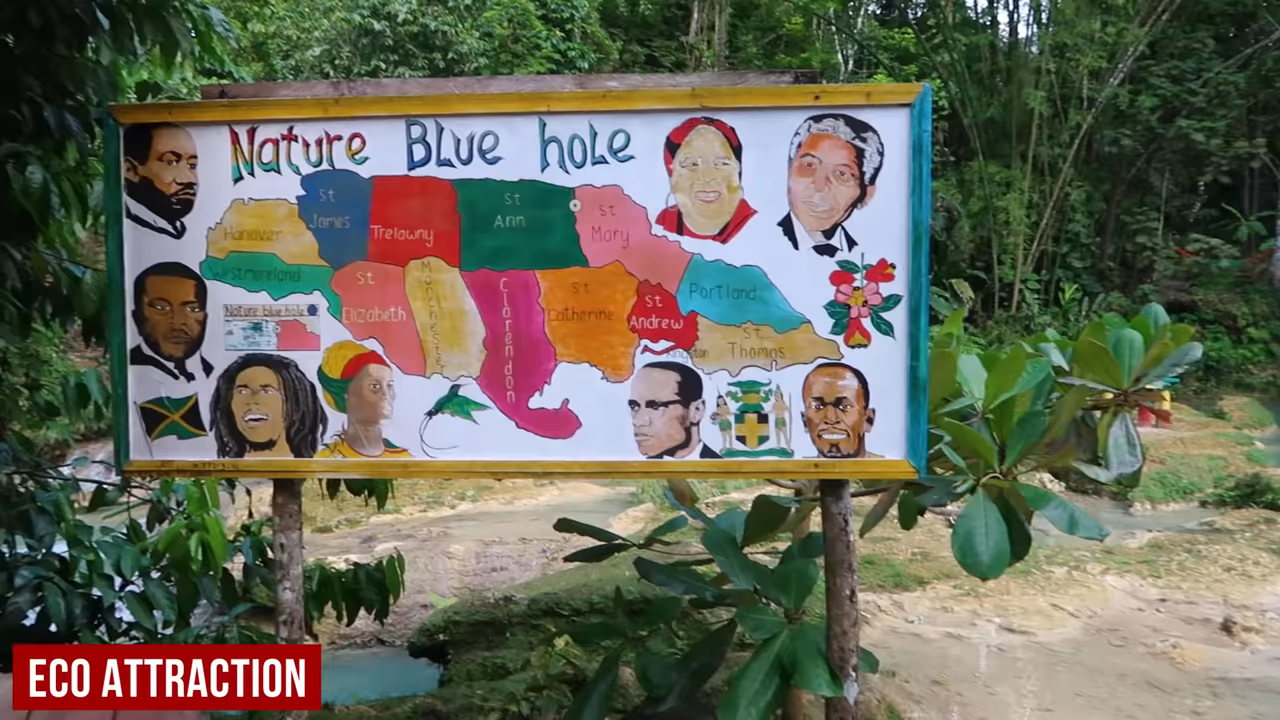 Nature Blue hole
St
James
St
Ann
St
Mary
Hanover
Trelawny
Westmoreland
St
Elizabeth
Manchester
Clarendon
St
Catherine
St
Andrew
Portland
Kingston
St
Thomas
Nature blue hole
ECO ATTRACTION